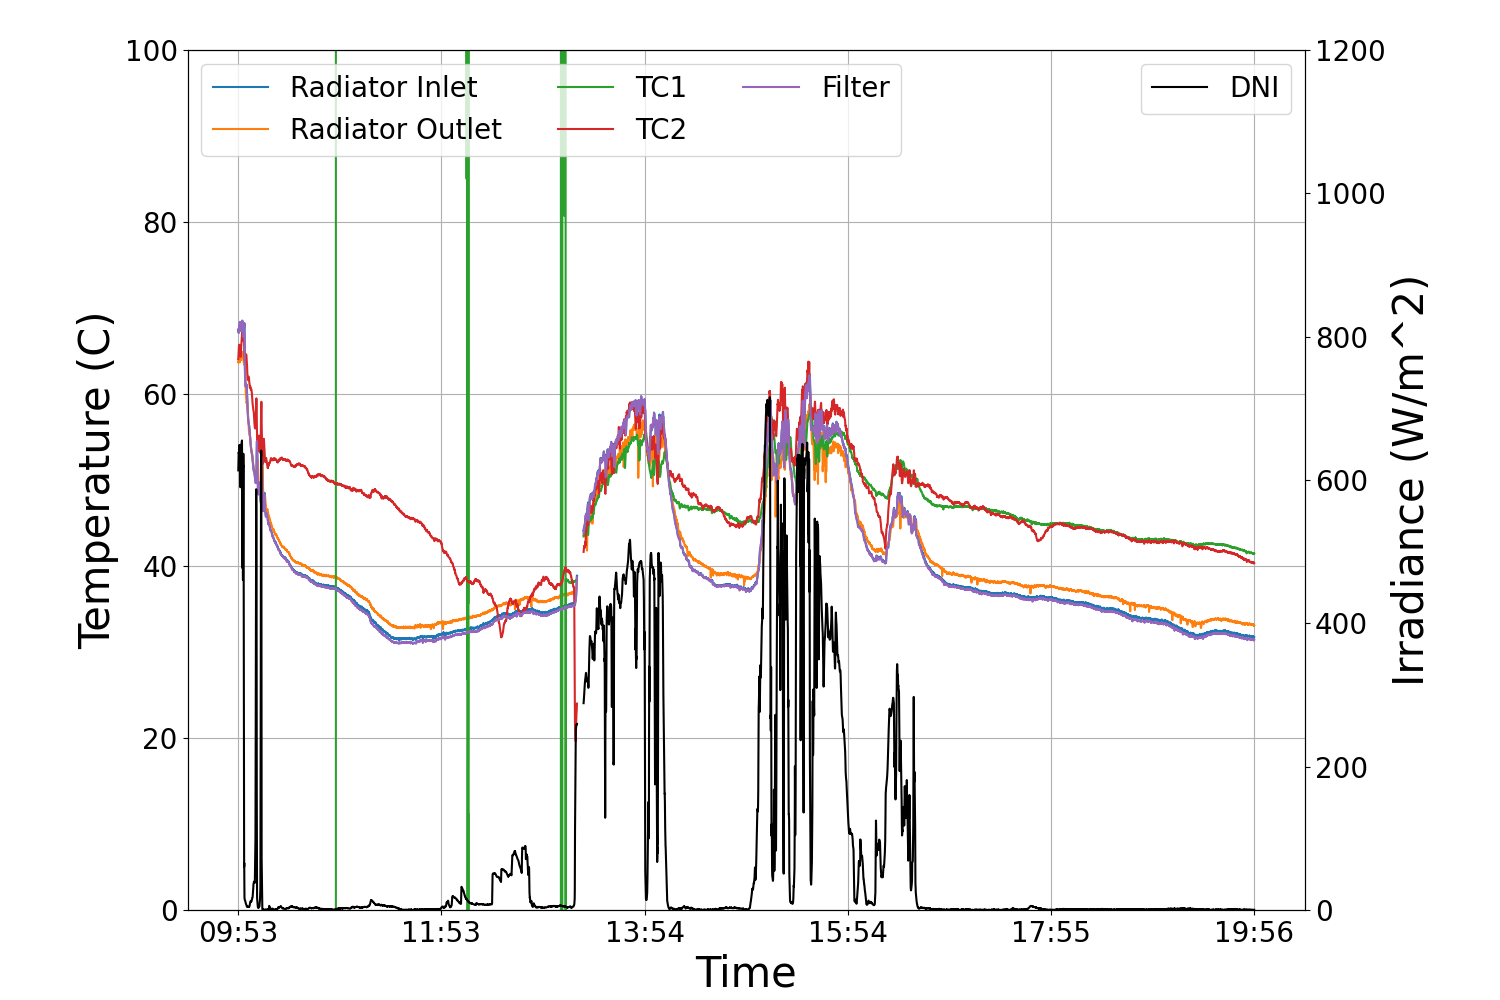 100
80
60
40
20
0
Temperature (C)
Radiator Inlet
Radiator Outlet
TC1
TC2
Filter
DNI
1200
1000
800
600
400
200
0
Irradiance (W/m^2)
09:53 11:53 13:54 15:54 17:55 19:56
Time